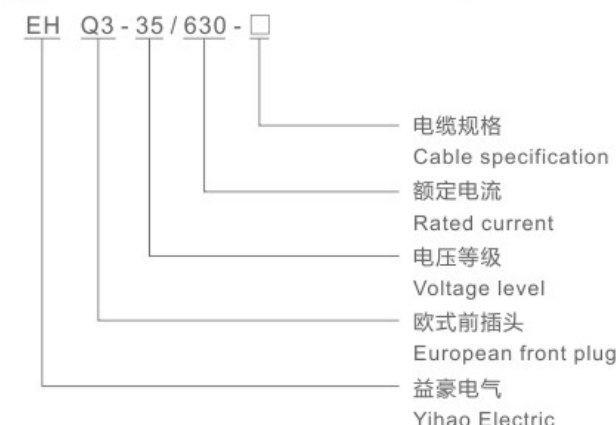 EH Q3-35/630-□
电缆规格
Cable specification
额定电流
Rated current
电压等级
Voltage level
欧式前插头
European front plug
益豪电气
Yihao Electric